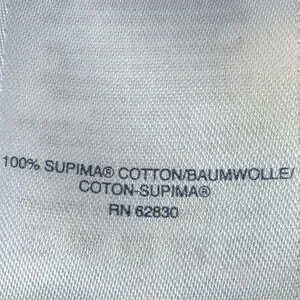 100% SUPIMA® COTTON/BAUMWOLLE/
COTON-SUPIMA®
RN 62830